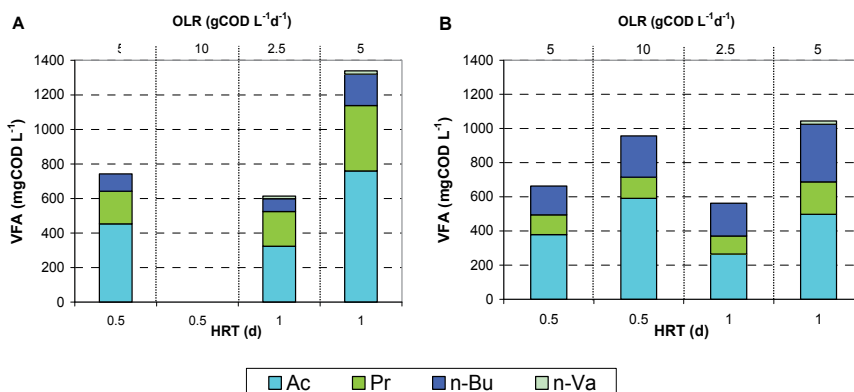 A
OLR (gCOD L-1d-1)
5 10 2.5 5
1400
1200
1000
800
600
400
200
0
VFA (mgCOD L-1)
0.5 0.5 1 1
HRT (d)
B
OLR (gCOD L-1d-1)
5 10 2.5 5
1400
1200
1000
800
600
400
200
0
VFA (mgCOD L-1)
0.5 0.5 1 1
HRT (d)
Ac Pr n-Bu n-Va